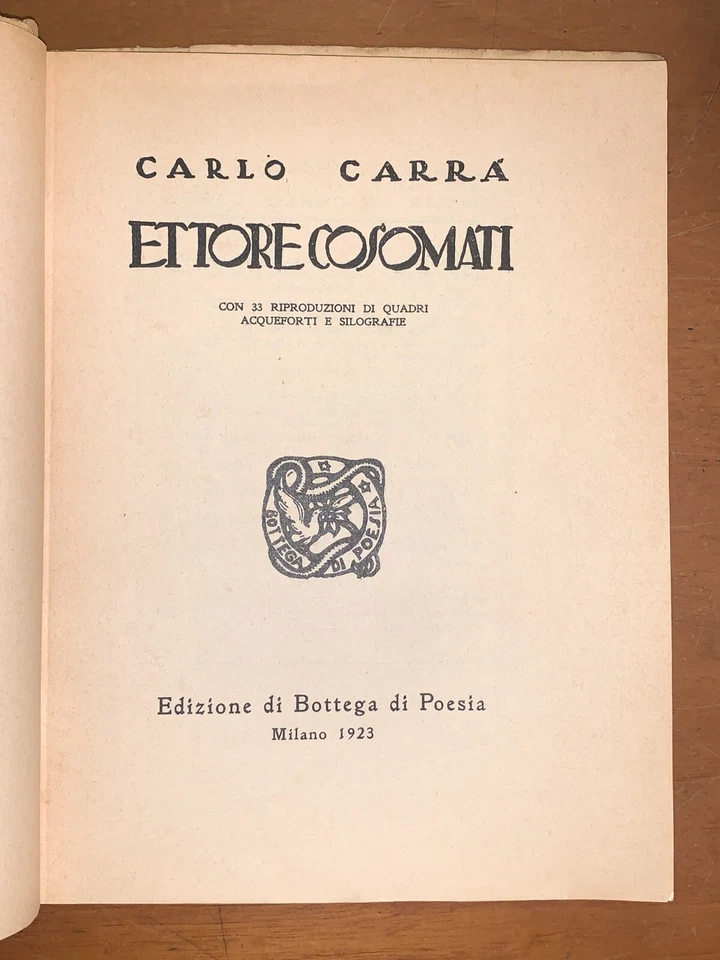 CARLO CARRÁ
ETTORE COSOMATI
CON 33 RIPRODUZIONI DI QUADRI
ACQUEFORTI E SILOGRAFIE
BOTTEGA DI POESIA
Edizione di Bottega di Poesia
Milano 1923